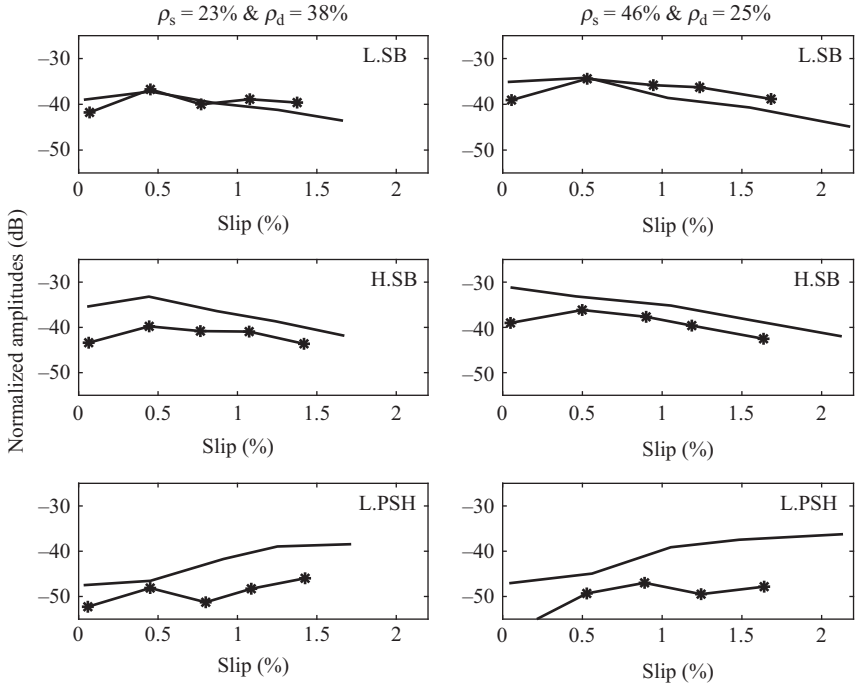 ρs = 23% & ρd = 38%
ρs = 46% & ρd = 25%
Normalized amplitudes (dB)
L.SB
–30
–40
–50
0 0.5 1 1.5 2
Slip (%)
L.SB
–30
–40
–50
0 0.5 1 1.5 2
Slip (%)
H.SB
–30
–40
–50
0 0.5 1 1.5 2
Slip (%)
H.SB
–30
–40
–50
0 0.5 1 1.5 2
Slip (%)
L.PSH
–30
–40
–50
0 0.5 1 1.5 2
Slip (%)
L.PSH
–30
–40
–50
0 0.5 1 1.5 2
Slip (%)